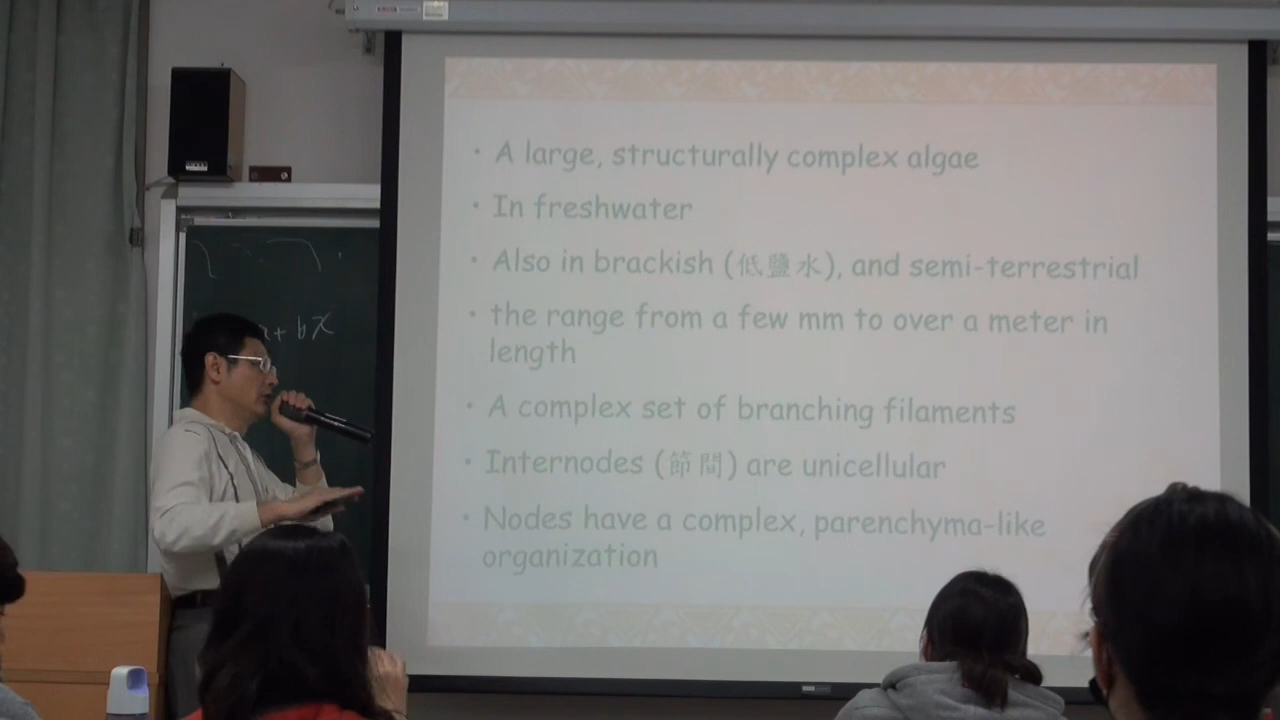 • A large, structurally complex algae
• In freshwater
• Also in brackish (低鹽水), and semi-terrestrial
• the range from a few mm to over a meter in
length
• A complex set of branching filaments
• Internodes (節間) are unicellular
• Nodes have a complex, parenchyma-like
organization
+ bx